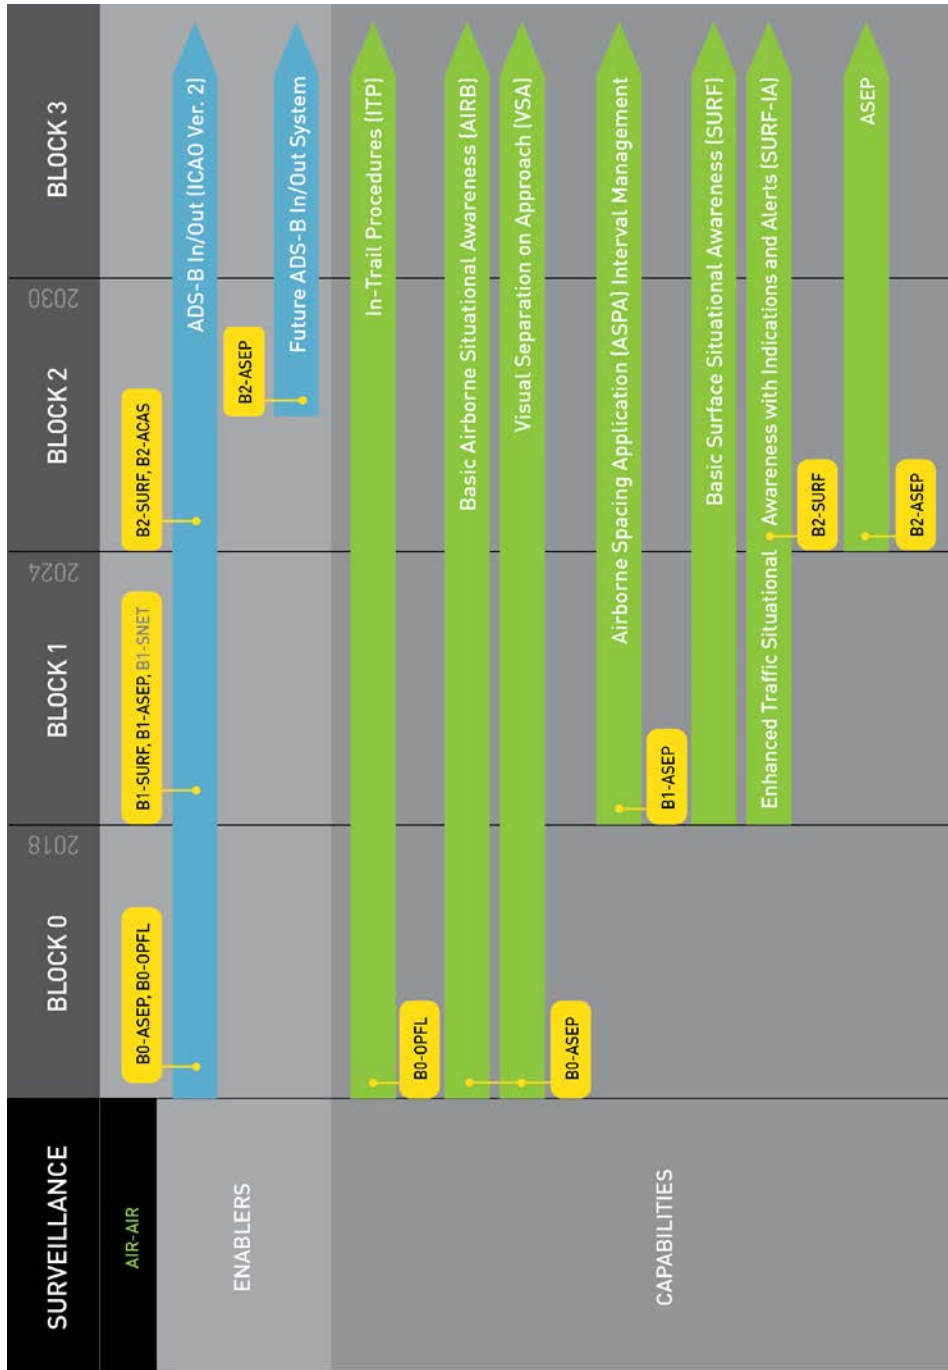 SURVEILLANCE
BLOCK 0
2018
BLOCK 1
2024
BLOCK 2
2030
BLOCK 3
AIR-AIR
B0-ASEP, B0-OPFL
B1-SURF, B1-ASEP, B1-SNET
B2-SURF, B2-ACAS
ENABLERS
ADS-B In/Out (ICAO Ver. 2)
B2-ASEP
Future ADS-B In/Out System
CAPABILITIES
In-Trail Procedures (ITP)
B0-OPFL
Basic Airborne Situational Awareness (AIRB)
Visual Separation on Approach (VSA)
B0-ASEP
Airborne Spacing Application (ASPA) Interval Management
B1-ASEP
Basic Surface Situational Awareness (SURF)
Enhanced Traffic Situational Awareness with Indications and Alerts (SURF-IA)
B2-SURF
ASEP
B2-ASEP